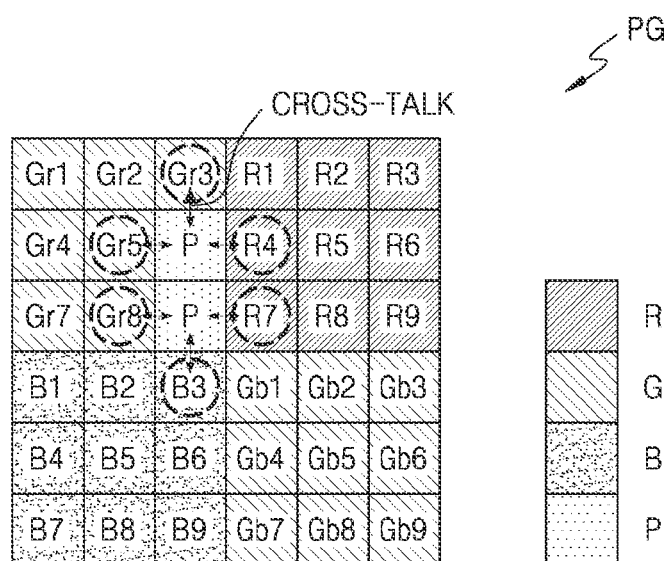 PG
CROSS-TALK
Gr1 Gr2 Gr3 R1 R2 R3
Gr4 Gr5 P R4 R5 R6
Gr7 Gr8 P R7 R8 R9
B1 B2 B3 Gb1 Gb2 Gb3
B4 B5 B6 Gb4 Gb5 Gb6
B7 B8 B9 Gb7 Gb8 Gb9
R
G
B
P